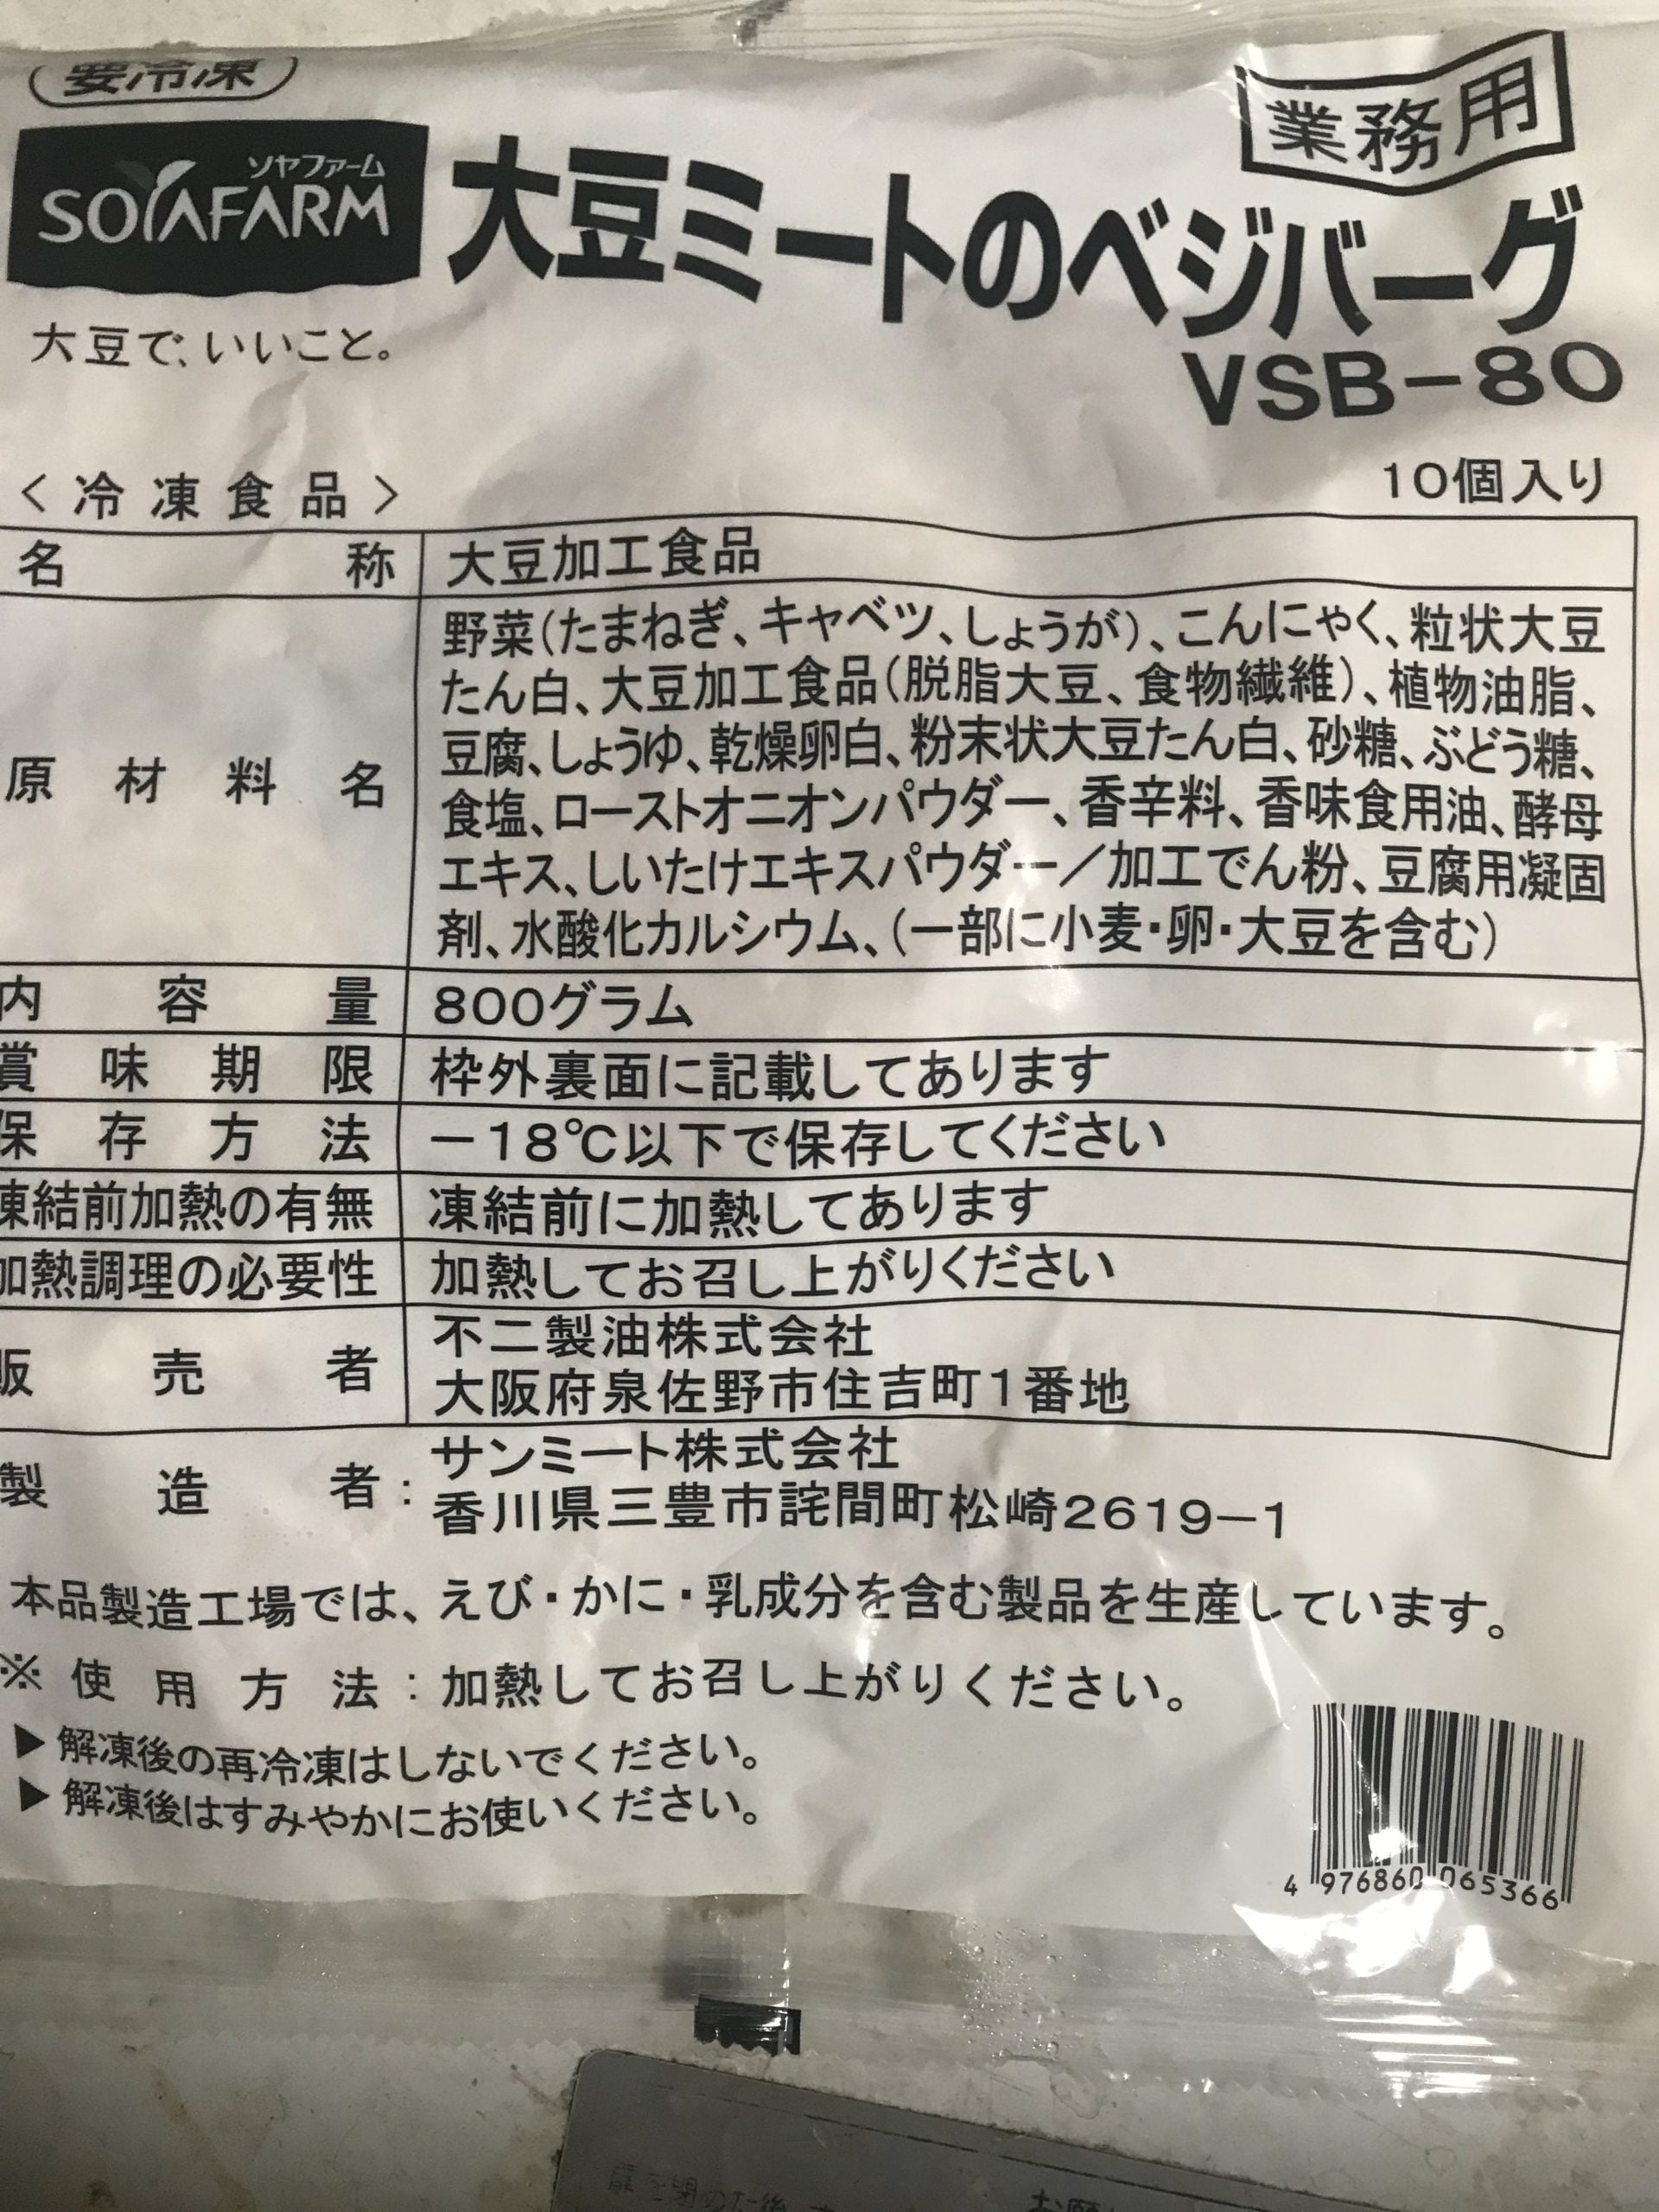 要冷凍
業務用
ソヤファーム
SOYAFARM
大豆ミートのベジバーグ
大豆で、いいこと。
VSB-80
10個入り
<冷凍食品>
名称 大豆加工食品
原材料名 野菜(たまねぎ、キャベツ、しょうが)、こんにゃく、粒状大豆
たん白、大豆加工食品(脱脂大豆、食物繊維)、植物油脂、
豆腐、しょうゆ、乾燥卵白、粉末状大豆たん白、砂糖、ぶどう糖、
食塩、ローストオニオンパウダー、香辛料、香味食用油、酵母
エキス、しいたけエキスパウダー/加工でん粉、豆腐用凝固
剤、水酸化カルシウム、(一部に小麦・卵・大豆を含む)
内容量 800グラム
賞味期限 枠外裏面に記載してあります
保存方法 -18℃以下で保存してください
凍結前加熱の有無 凍結前に加熱してあります
加熱調理の必要性 加熱してお召し上がりください
販売者 不二製油株式会社
大阪府泉佐野市住吉町1番地
製造者: サンミート株式会社
香川県三豊市詫間町松崎2619-1
本品製造工場では、えび・かに・乳成分を含む製品を生産しています。
※使用方法:加熱してお召し上がりください。
▶解凍後の再冷凍はしないでください。
▶解凍後はすみやかにお使いください。
4 976860 065366
扉を閉めた後
お願